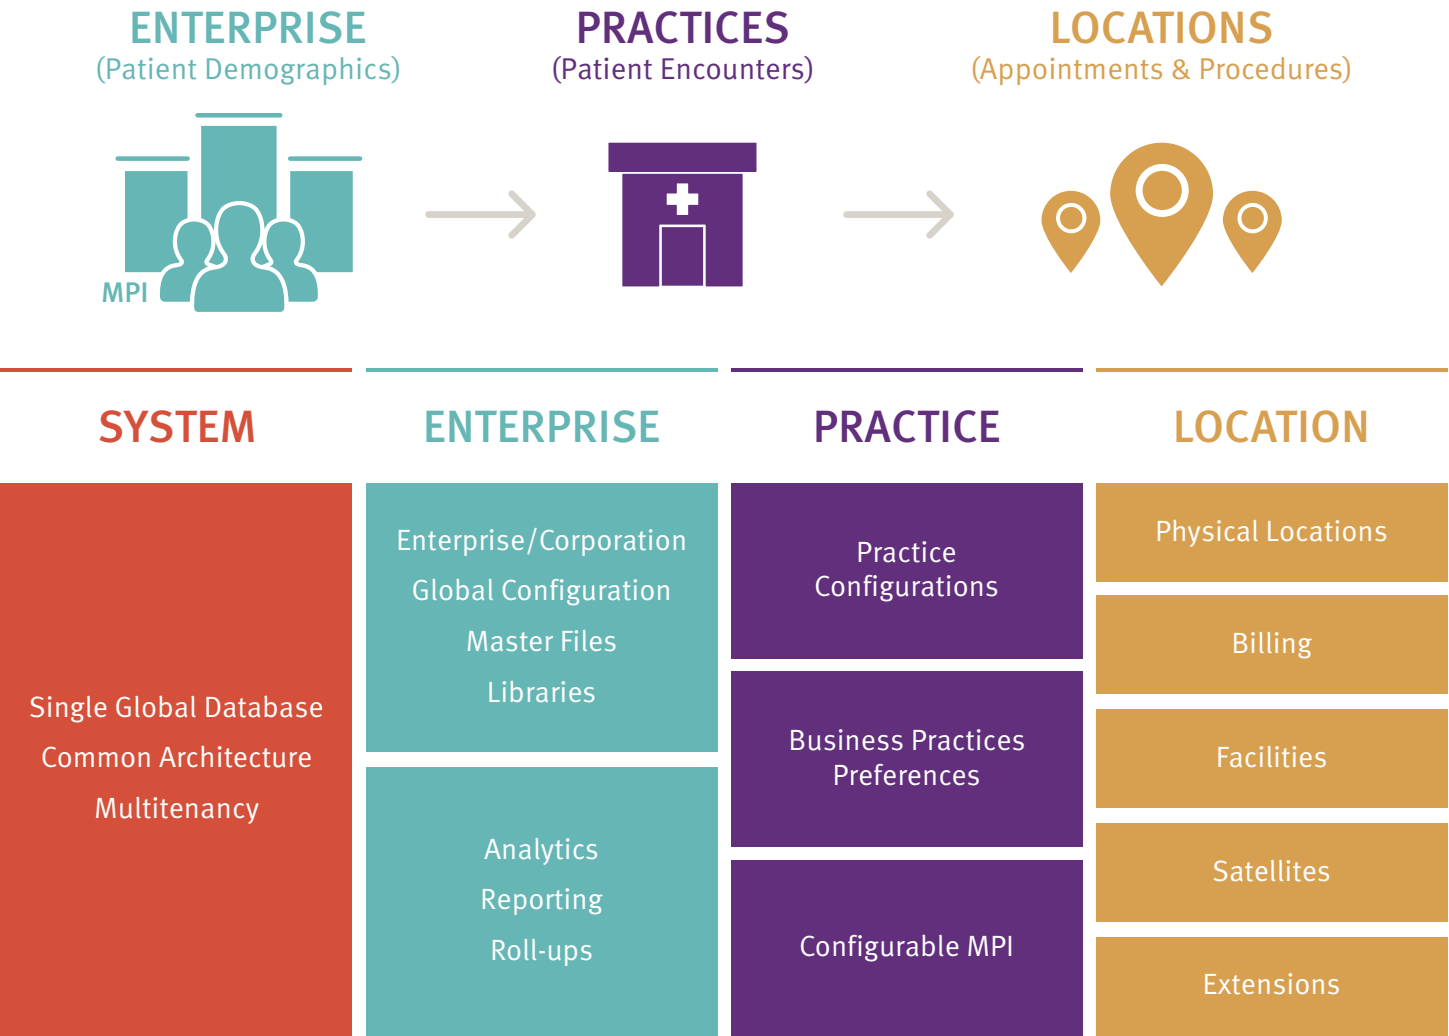 ENTERPRISE
(Patient Demographics)
PRACTICES
(Patient Encounters)
LOCATIONS
(Appointments & Procedures)
MPI
SYSTEM
Single Global Database
Common Architecture
Multitenancy
ENTERPRISE
Enterprise/Corporation
Global Configuration
Master Files
Libraries
Analytics
Reporting
Roll-ups
PRACTICE
Practice
Configurations
Business Practices
Preferences
Configurable MPI
LOCATION
Physical Locations
Billing
Facilities
Satellites
Extensions